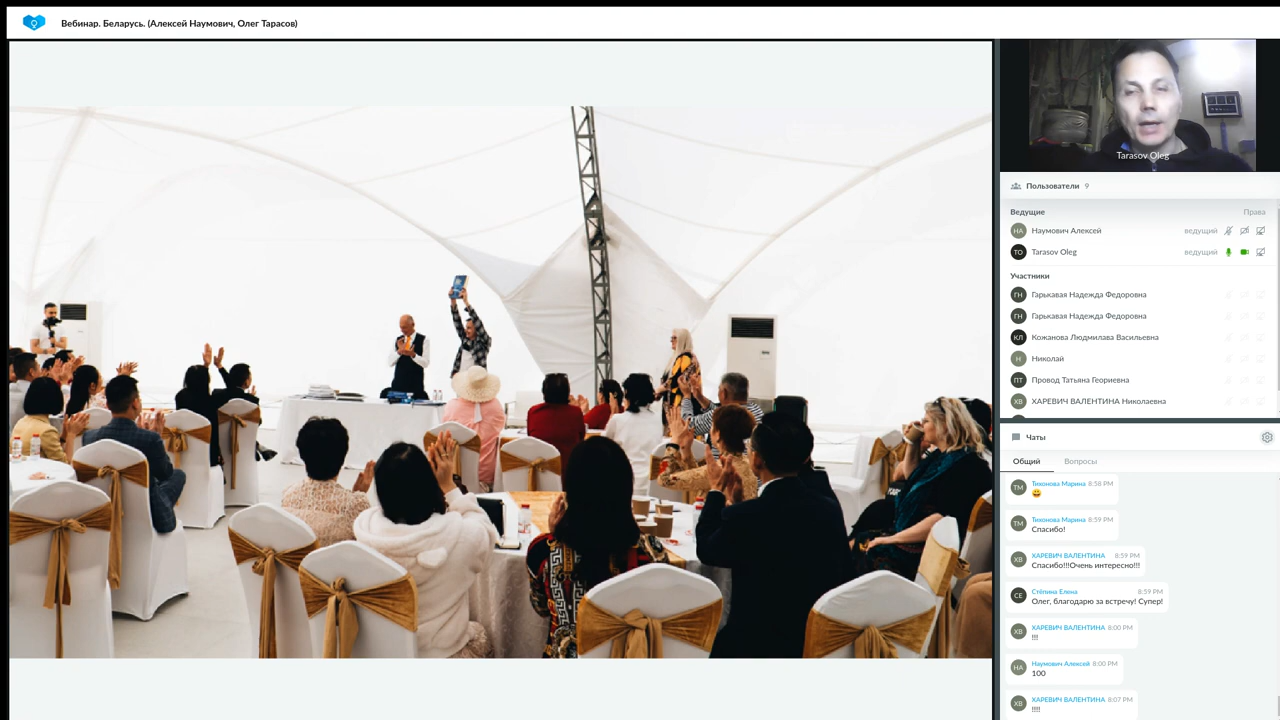 Вебинар. Беларусь. (Алексей Наумович, Олег Тарасов)
Tarasov Oleg
Пользователи 9
Ведущие Права
НА Наумович Алексей ведущий
TO Tarasov Oleg ведущий
Участники
ГН Гарькавая Надежда Федоровна
ГН Гарькавая Надежда Федоровна
КЛ Кожанова Людмилава Васильевна
Н Николай
ПТ Провод Татьяна Георивна
ХВ ХАРЕВИЧ ВАЛЕНТИНА Николаевна
Чаты
Общий Вопросы
ТМ Тихонова Марина 8:58 PM
ТМ Тихонова Марина 8:59 PM
Спасибо!
ХВ ХАРЕВИЧ ВАЛЕНТИНА 8:59 PM
Спасибо!!!Очень интересно!!!
СЕ Стёпина Елена 8:59 PM
Олег, благодарю за встречу! Супер!
ХВ ХАРЕВИЧ ВАЛЕНТИНА 8:00 PM
!!!
НА Наумович Алексей 8:00 PM
100
ХВ ХАРЕВИЧ ВАЛЕНТИНА 8:07 PM
!!!!